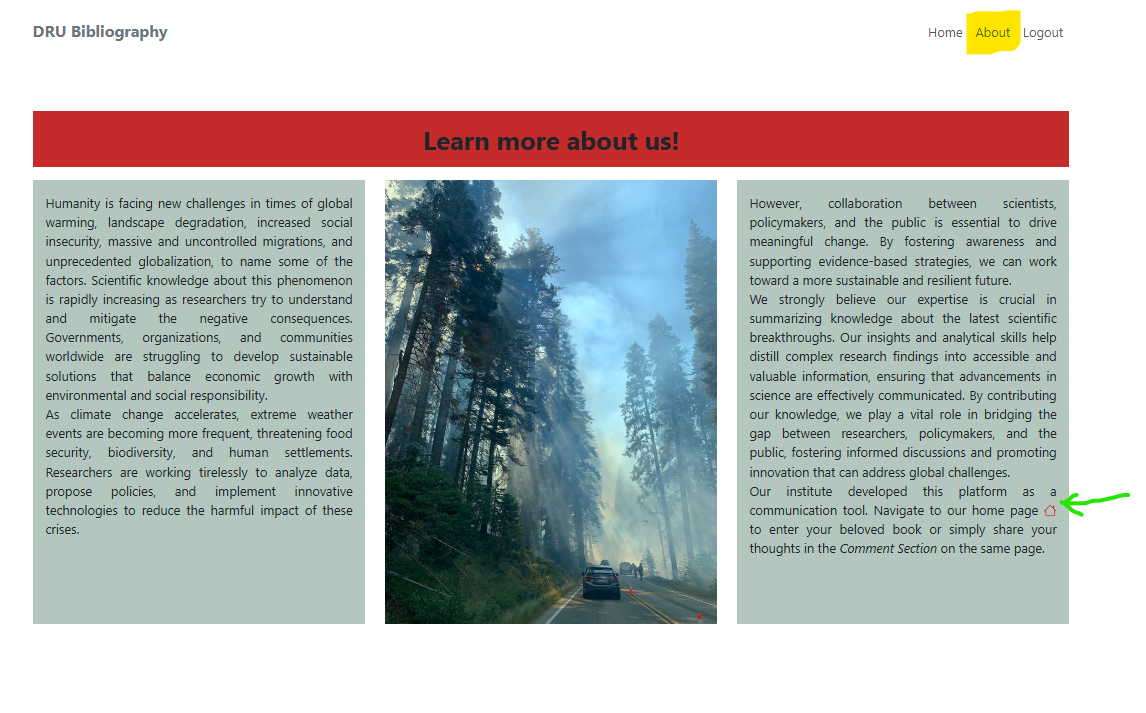 DRU Bibliography
Home About Logout
Learn more about us!
Humanity is facing new challenges in times of global
warming, landscape degradation, increased social
insecurity, massive and uncontrolled migrations, and
unprecedented globalization, to name some of the
factors. Scientific knowledge about this phenomenon
is rapidly increasing as researchers try to understand
and mitigate the negative consequences.
Governments, organizations, and communities
worldwide are struggling to develop sustainable
solutions that balance economic growth with
environmental and social responsibility.
As climate change accelerates, extreme weather
events are becoming more frequent, threatening food
security, biodiversity, and human settlements.
Researchers are working tirelessly to analyze data,
propose policies, and implement innovative
technologies to reduce the harmful impact of these
crises.
However, collaboration between scientists,
policymakers, and the public is essential to drive
meaningful change. By fostering awareness and
supporting evidence-based strategies, we can work
toward a more sustainable and resilient future.
We strongly believe our expertise is crucial in
summarizing knowledge about the latest scientific
breakthroughs. Our insights and analytical skills help
distill complex research findings into accessible and
valuable information, ensuring that advancements in
science are effectively communicated. By contributing
our knowledge, we play a vital role in bridging the
gap between researchers, policymakers, and the
public, fostering informed discussions and promoting
innovation that can address global challenges.
Our institute developed this platform as a
communication tool. Navigate to our home page
to enter your beloved book or simply share your
thoughts in the Comment Section on the same page.